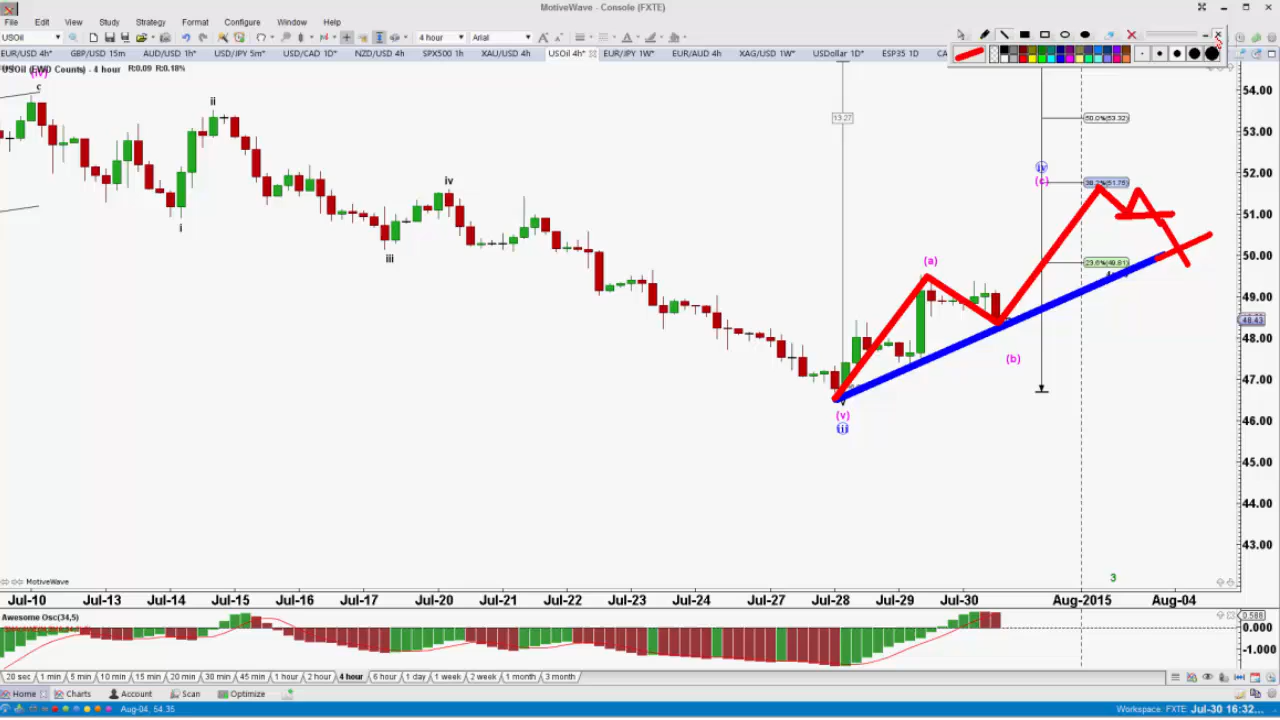 MotiveWave - Console (FXTE)
File Edit View Study Strategy Format Configure Window Help
USOil Arial 4 hour
EUR/USD 4h* GBP/USD 15m AUD/USD 1h* USD/JPY 5m* USD/CAD 1D* NZD/USD 4h SPX500 1h XAU/USD 4h USOil 4h* EUR/JPY 1W* EUR/AUD 4h XAG/USD 1W* USDollar 1D* ESP35 1D CA
USOil (EWD Counts) - 4 hour R:0.09 R:0.18%
(iv)
c
ii
i
iii
iv
(v)
(a)
(b)
iv
(c)
13.27
50.0%(53.32)
38.2%(51.75)
23.6%(49.81)
3
54.00
53.00
52.00
51.00
50.00
49.00
48.43
48.00
47.00
46.00
45.00
44.00
43.00
MotiveWave
Jul-10 Jul-13 Jul-14 Jul-15 Jul-16 Jul-17 Jul-20 Jul-21 Jul-22 Jul-23 Jul-24 Jul-27 Jul-28 Jul-29 Jul-30 Aug-2015 Aug-04
Awesome Osc(34,5)
0.588
0.000
-1.000
20 sec 1 min 5 min 10 min 15 min 20 min 30 min 45 min 1 hour 2 hour 4 hour 6 hour 1 day 1 week 2 week 1 month 3 month
Home Charts Account Scan Optimize
Aug-04, 54.35 Workspace: FXTE Jul-30 16:32...